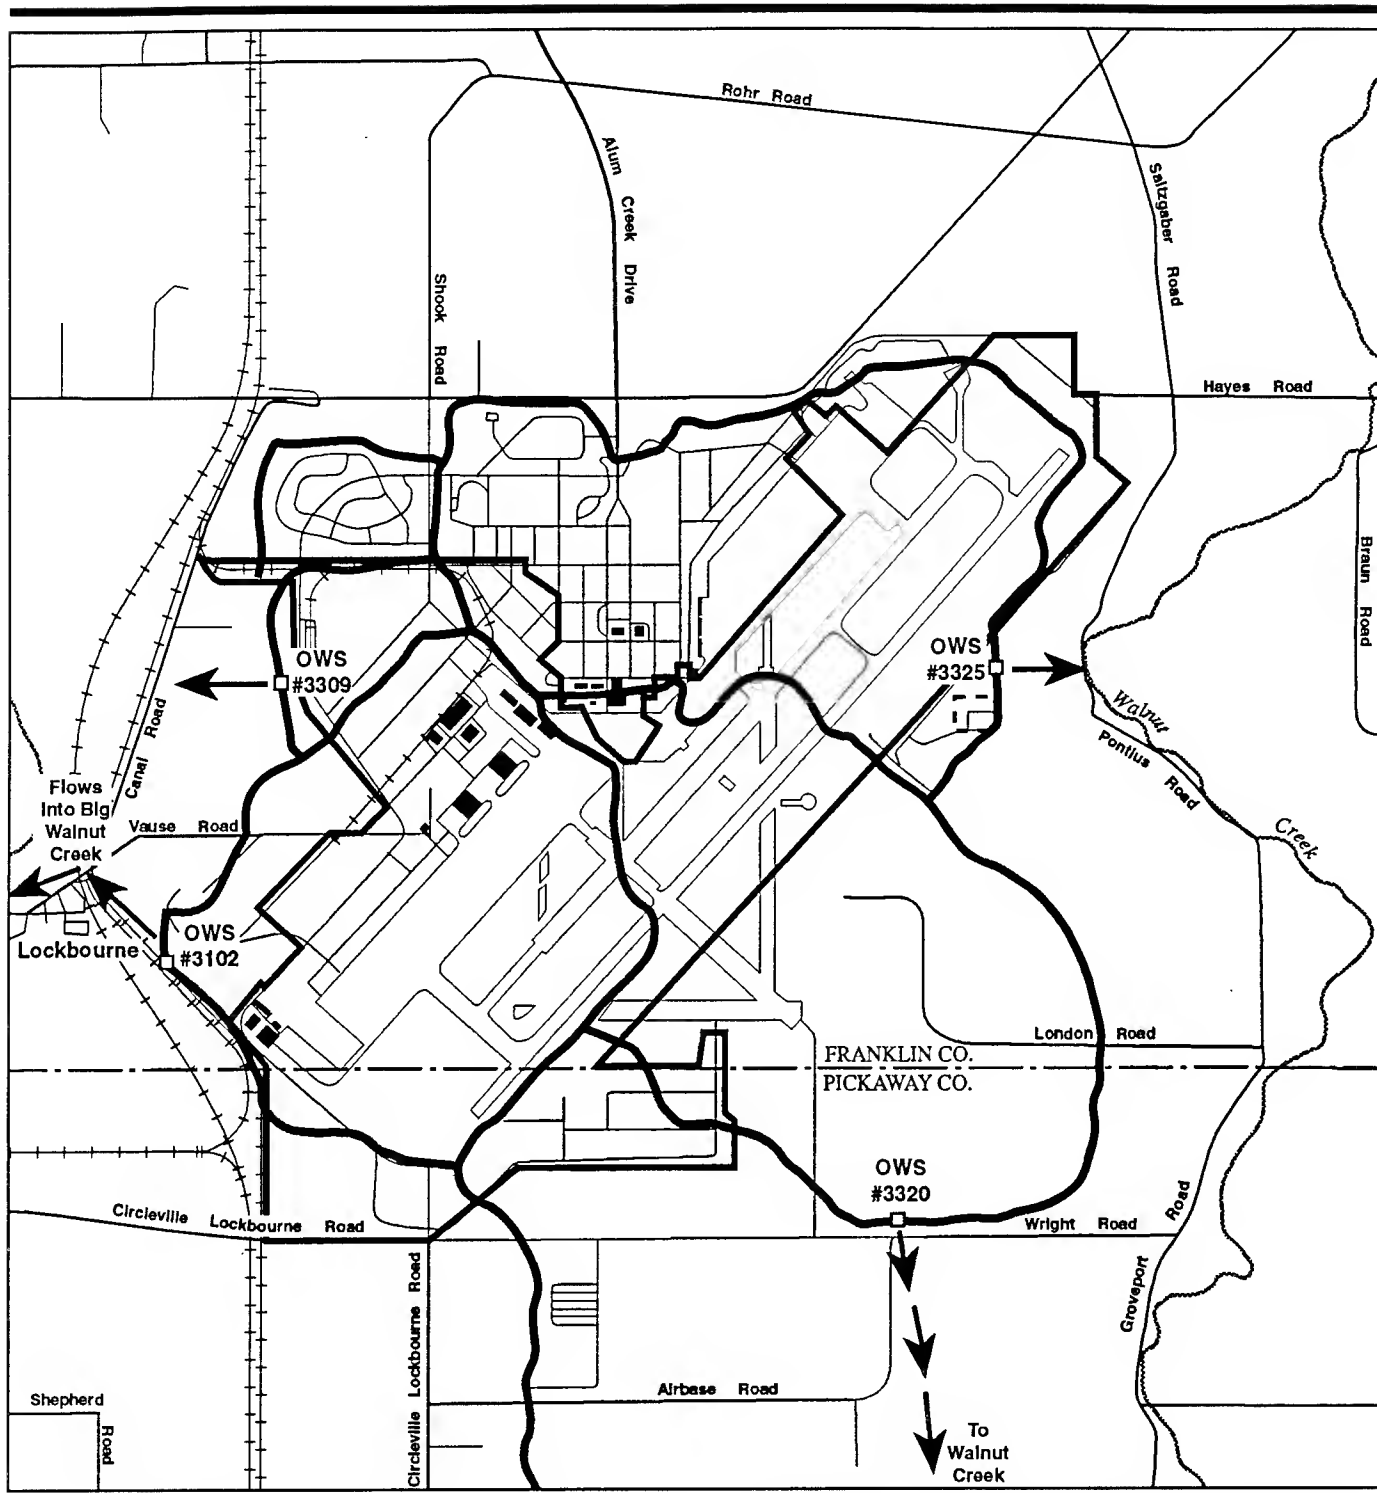 Rohr Road
Alum Creek Drive
Saltzgaber Road
Shook Road
Hayes Road
Braun Road
OWS
#3309
OWS
#3325
Canal Road
Walnut
Creek
Pontius Road
Flows
Into Big
Walnut
Creek
Vause Road
OWS
#3102
Lockbourne
London Road
FRANKLIN CO.
PICKAWAY CO.
OWS
#3320
Circleville Lockbourne Road
Wright Road
Groveport Road
Circleville Lockbourne Road
Airbase Road
Shepherd
Road
To
Walnut
Creek